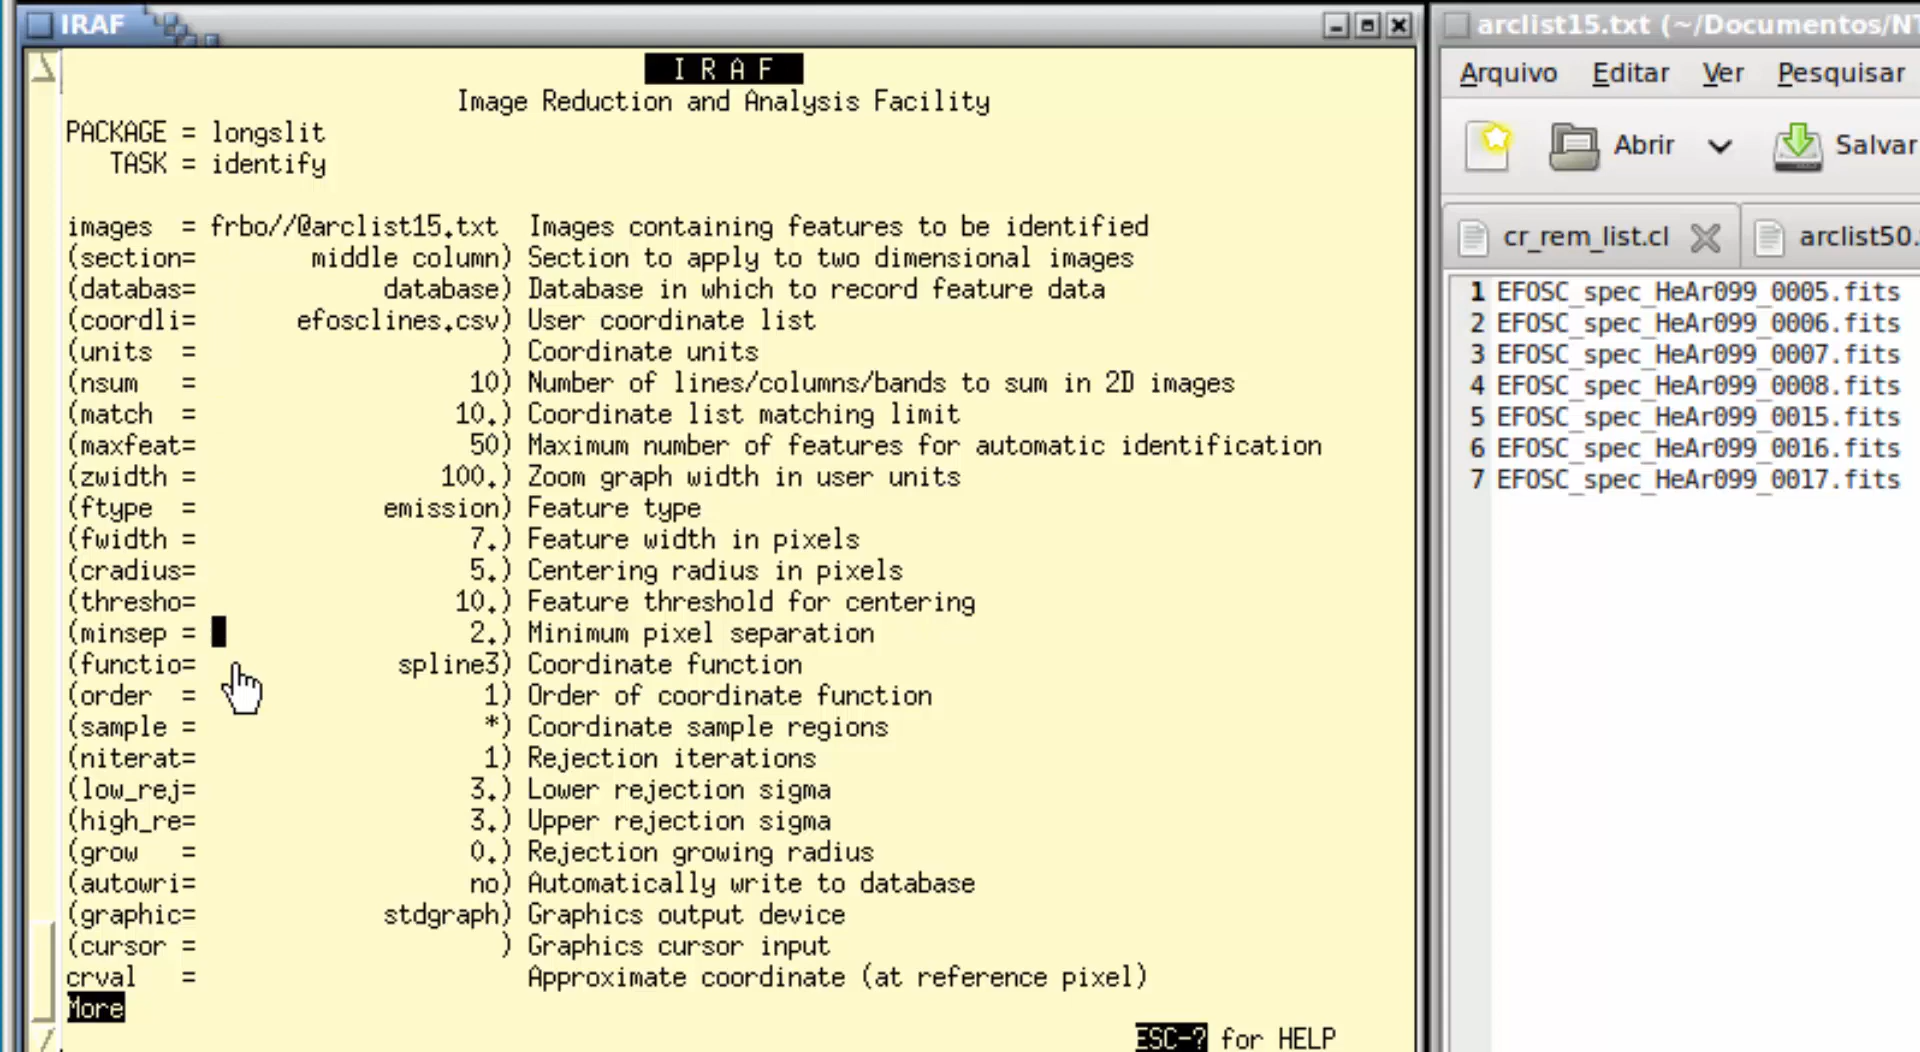 IRAF
I R A F
Image Reduction and Analysis Facility
PACKAGE = longslit
TASK = identify
images = frbo//@arclist15.txt Images containing features to be identified
(section= middle column) Section to apply to two dimensional images
(databas= database) Database in which to record feature data
(coordli= efosclines.csv) User coordinate list
(units = ) Coordinate units
(nsum = 10) Number of lines/columns/bands to sum in 2D images
(match = 10.) Coordinate list matching limit
(maxfeat= 50) Maximum number of features for automatic identification
(zwidth = 100.) Zoom graph width in user units
(ftype = emission) Feature type
(fwidth = 7.) Feature width in pixels
(cradius= 5.) Centering radius in pixels
(thresho= 10.) Feature threshold for centering
(minsep = 2.) Minimum pixel separation
(functio= spline3) Coordinate function
(order = 1) Order of coordinate function
(sample = *) Coordinate sample regions
(niterat= 1) Rejection iterations
(low_rej= 3.) Lower rejection sigma
(high_re= 3.) Upper rejection sigma
(grow = 0.) Rejection growing radius
(autowri= no) Automatically write to database
(graphic= stdgraph) Graphics output device
(cursor = ) Graphics cursor input
crval = Approximate coordinate (at reference pixel)
More
ESC-? for HELP
arclist15.txt (~/Documentos/NT
Arquivo Editar Ver Pesquisar
Abrir Salvar
cr_rem_list.cl arclist50.
1 EFOSC_spec_HeAr099_0005.fits
2 EFOSC_spec_HeAr099_0006.fits
3 EFOSC_spec_HeAr099_0007.fits
4 EFOSC_spec_HeAr099_0008.fits
5 EFOSC_spec_HeAr099_0015.fits
6 EFOSC_spec_HeAr099_0016.fits
7 EFOSC_spec_HeAr099_0017.fits